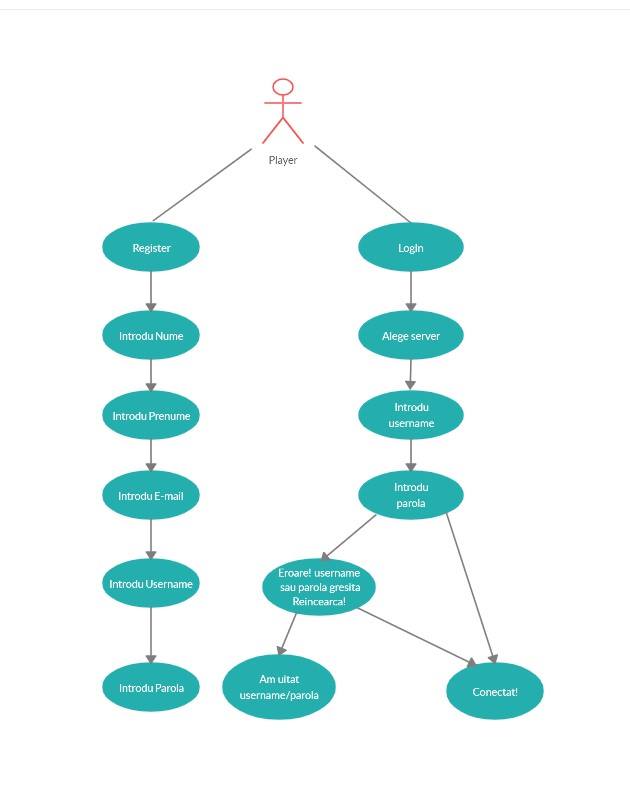 Player
Register
LogIn
Introdu Nume
Alege server
Introdu Prenume
Introdu
username
Introdu E-mail
Introdu
parola
Introdu Username
Eroare! username
sau parola gresita
Reincearca!
Introdu Parola
Am uitat
username/parola
Conectat!